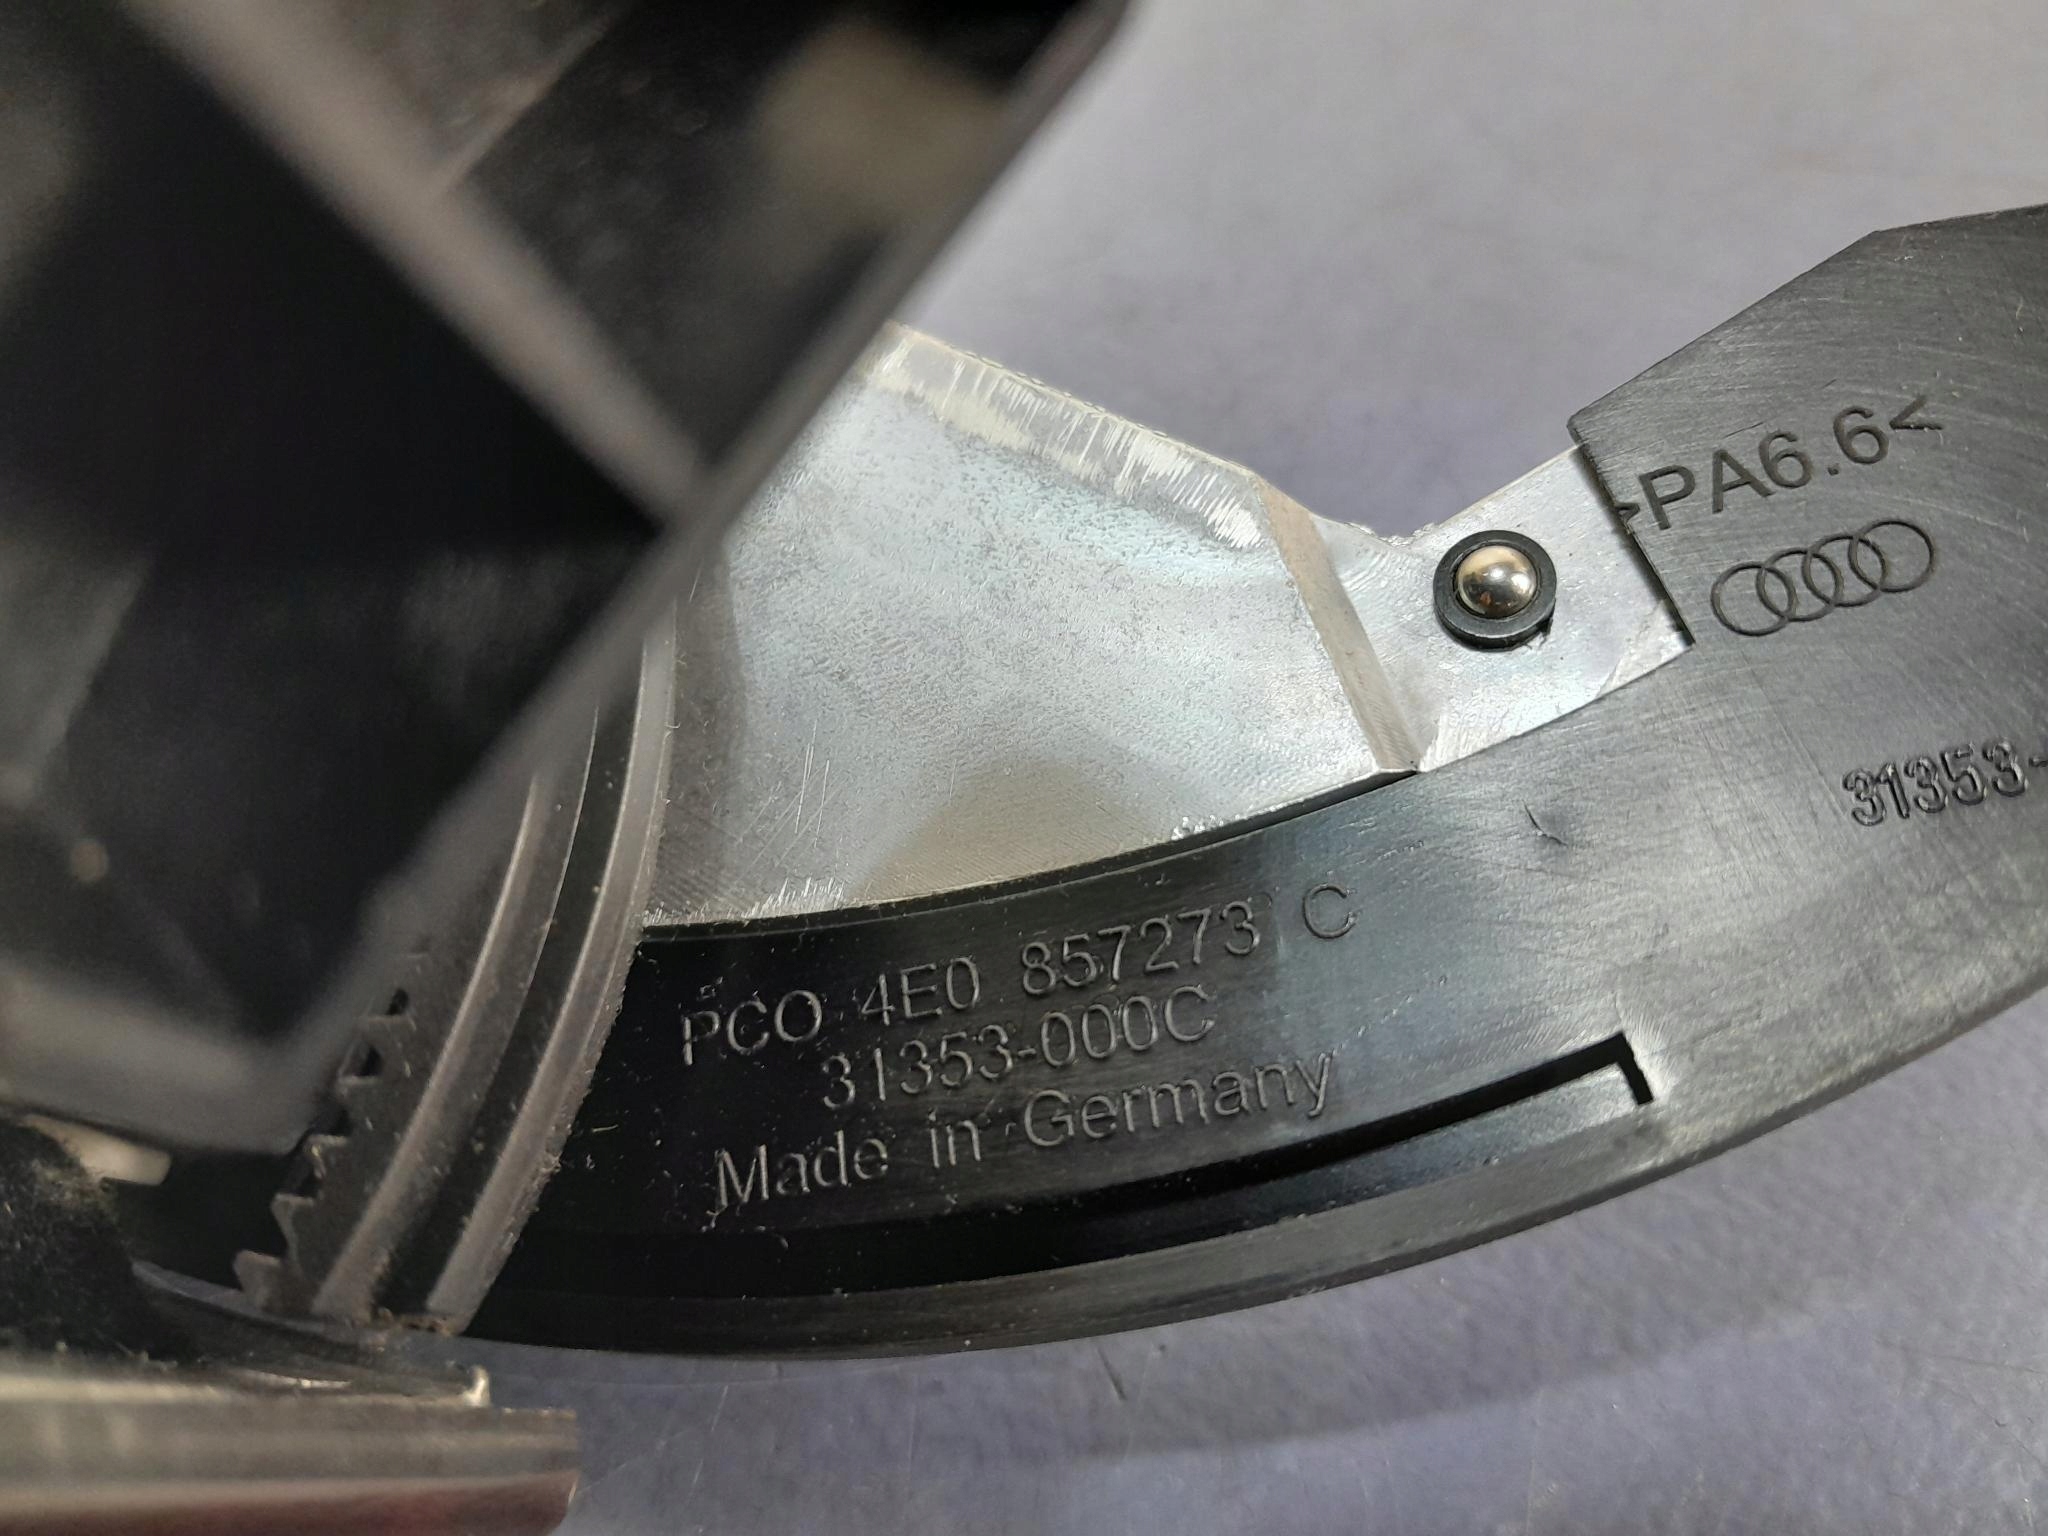 >PA6.6<
31353-
PCO 4E0 857273 C
31353-000C
Made in Germany